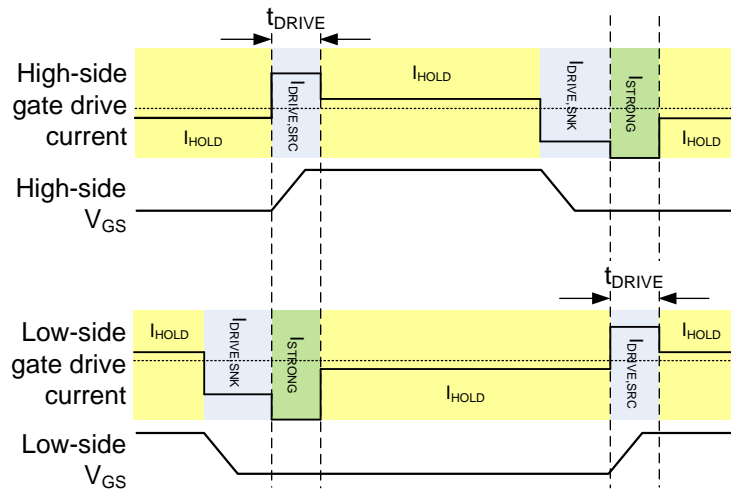 tDRIVE
High-side
gate drive
current
IHOLD
IDRIVE,SRC
IHOLD
IDRIVE,SNK
ISTRONG
IHOLD
High-side
VGS
tDRIVE
Low-side
gate drive
current
IHOLD
IDRIVE,SNK
ISTRONG
IHOLD
IDRIVE,SRC
IHOLD
Low-side
VGS